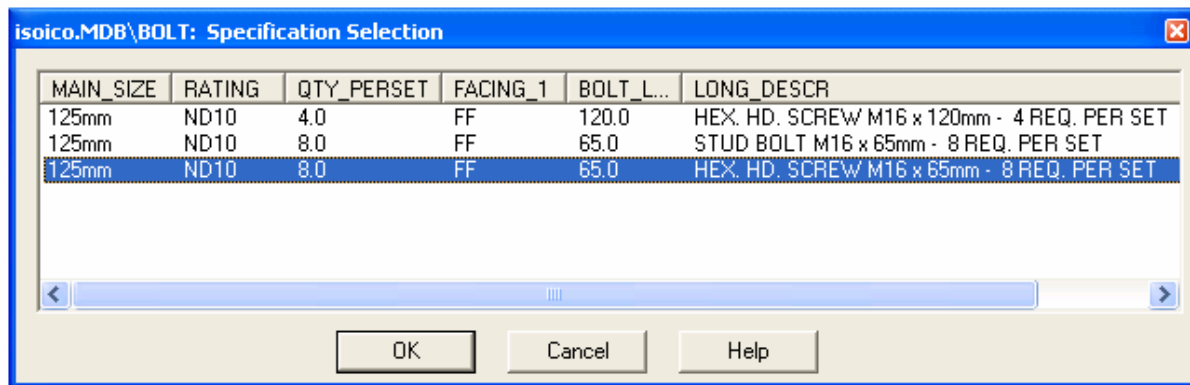 isoico.MDB\BOLT: Specification Selection
MAIN_SIZE RATING QTY_PERSET FACING_1 BOLT_L... LONG_DESCR
125mm ND10 4.0 FF 120.0 HEX. HD. SCREW M16 x 120mm - 4 REQ. PER SET
125mm ND10 8.0 FF 65.0 STUD BOLT M16 x 65mm - 8 REQ. PER SET
125mm ND10 8.0 FF 65.0 HEX. HD. SCREW M16 x 65mm - 8 REQ. PER SET
OK Cancel Help